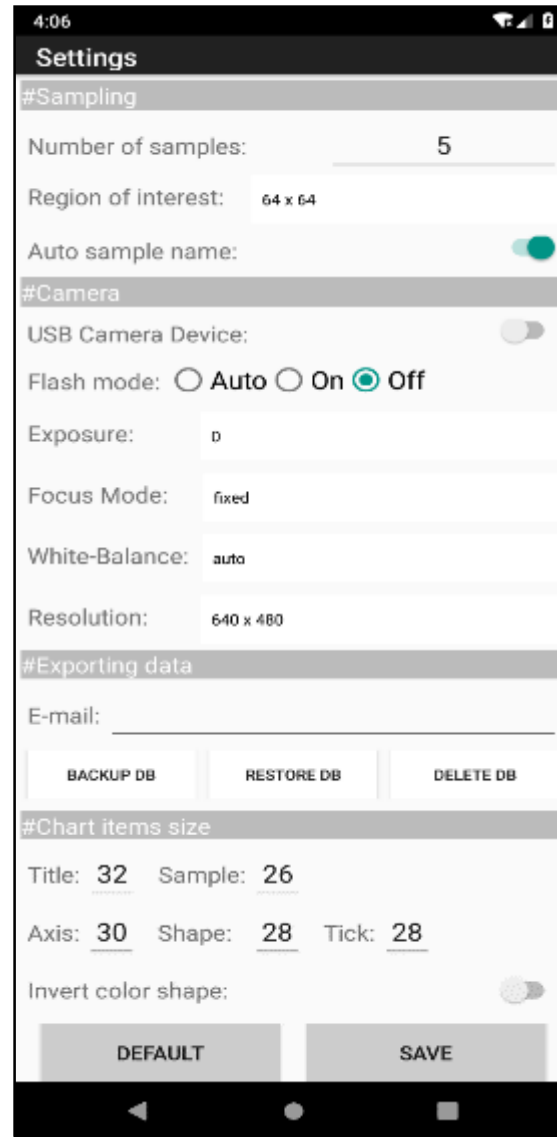 4:06
Settings
#Sampling
Number of samples: 5
Region of interest: 64 x 64
Auto sample name:
#Camera
USB Camera Device:
Flash mode: Auto On Off
Exposure: D
Focus Mode: fixed
White-Balance: auto
Resolution: 640 x 480
#Exporting data
E-mail:
BACKUP DB RESTORE DB DELETE DB
#Chart items size
Title: 32 Sample: 26
Axis: 30 Shape: 28 Tick: 28
Invert color shape:
DEFAULT SAVE